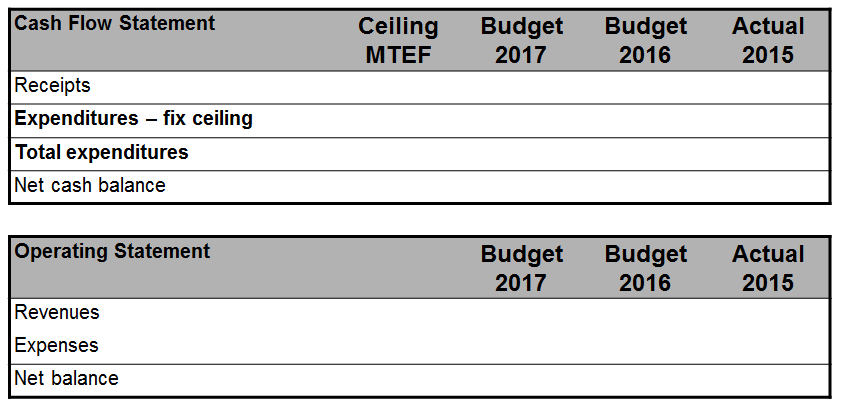 Cash Flow Statement Ceiling MTEF Budget 2017 Budget 2016 Actual 2015
Receipts
Expenditures – fix ceiling
Total expenditures
Net cash balance
Operating Statement Budget 2017 Budget 2016 Actual 2015
Revenues
Expenses
Net balance